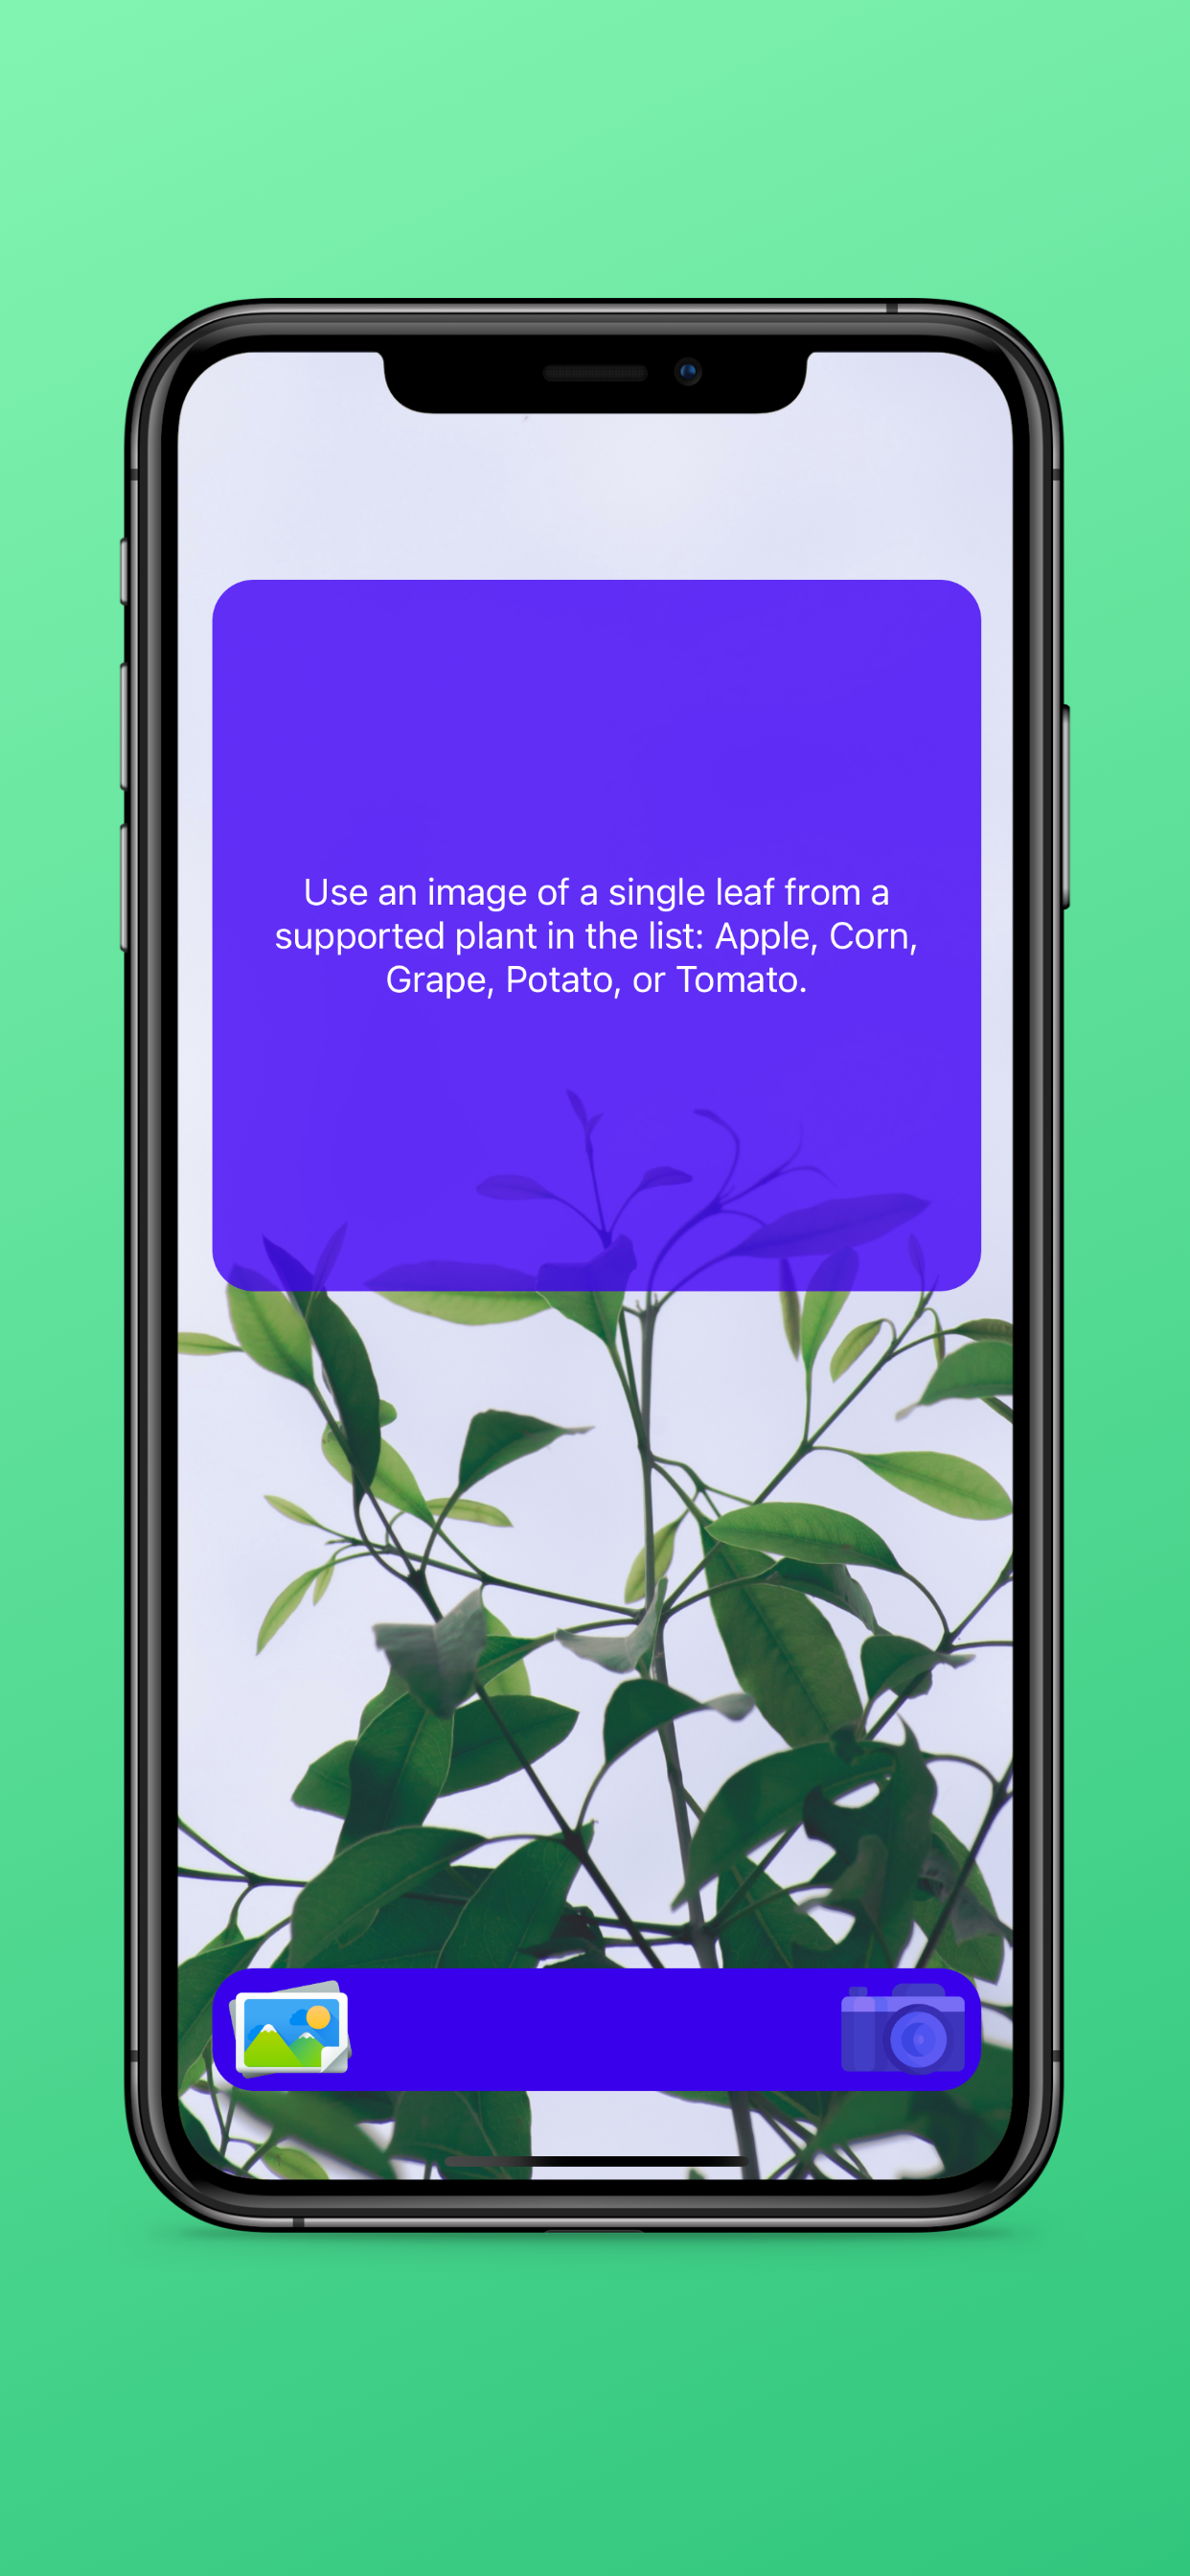 Use an image of a single leaf from a
supported plant in the list: Apple, Corn,
Grape, Potato, or Tomato.